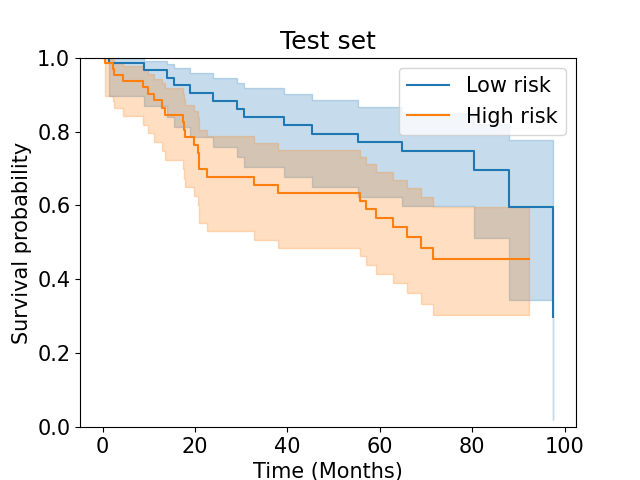 Test set
Low risk
High risk
Survival probability
1.0
0.8
0.6
0.4
0.2
0.0
0 20 40 60 80 100
Time (Months)